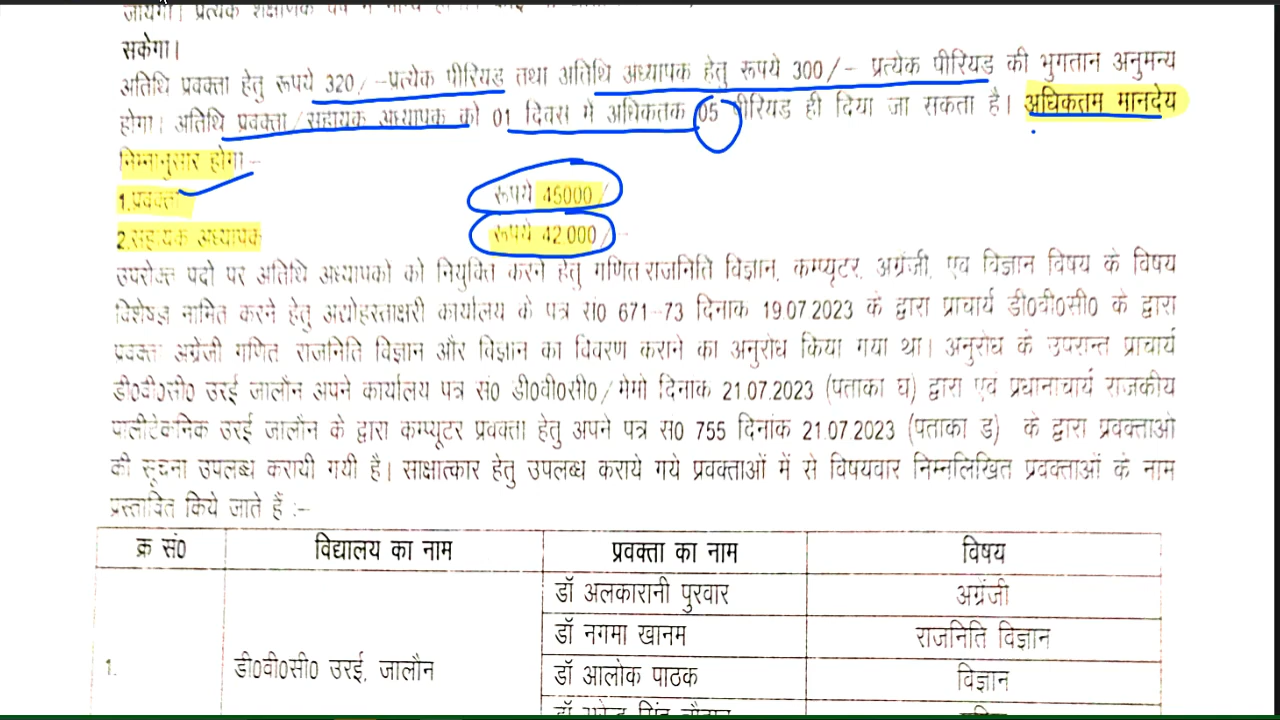 जायेगा। प्रत्येक शैक्षणिक
सकेगा।
अतिथि प्रवक्ता हेतु रूपये 320/-प्रत्येक पीरियड तथा अतिथि अध्यापक हेतु रूपये 300/- प्रत्येक पीरियड की भुगतान अनुमन्य
होगा। अतिथि प्रवक्ता/सहायक अध्यापक को 01 दिवस में अधिकतक 05 पीरियड ही दिया जा सकता है। अधिकतम मानदेय
निम्नानुसार होगा:-
1.प्रवक्ता रूपये 45000/
2.सहायक अध्यापक रूपये 42,000/-
उपरोक्त पदो पर अतिथि अध्यापको को नियुक्ति करने हेतु गणित राजनिति विज्ञान, कम्प्यूटर, अग्रंजी, एव विज्ञान विषय के विषय
विशेषज्ञ नामित करने हेतु अधोहस्ताक्षरी कार्यालय के पत्र सं0 671-73 दिनाक 19.07.2023 के द्वारा प्राचार्य डी0वी0सी0 के द्वारा
प्रवक्ता अग्रेजी गणित राजनिति विज्ञान और विज्ञान का विवरण कराने का अनुरोध किया गया था। अनुरोध के उपरान्त प्राचार्य
डी0वी0सी0 उरई जालौन अपने कार्यालय पत्र सं0 डी0वी0सी0/मेमो दिनाक 21.07.2023 (पताका घ) द्वारा एवं प्रधानाचार्य राजकीय
पालीटेकनिक उरई जालौन के द्वारा कम्प्यूटर प्रवक्ता हेतु अपने पत्र स0 755 दिनांक 21.07.2023 (पताका ड) के द्वारा प्रवक्ताओ
की सूचना उपलब्ध करायी गयी है। साक्षात्कार हेतु उपलब्ध कराये गये प्रवक्ताओं में से विषयवार निम्नलिखित प्रवक्ताओं के नाम
प्रस्तावित किये जाते हैं :-
क्र सं0 विद्यालय का नाम प्रवक्ता का नाम विषय
डॉ अलकारानी पुरवार अग्रेंजी
डॉ नगमा खानम राजनिति विज्ञान
1. डी0वी0सी0 उरई, जालौन डॉ आलोक पाठक विज्ञान